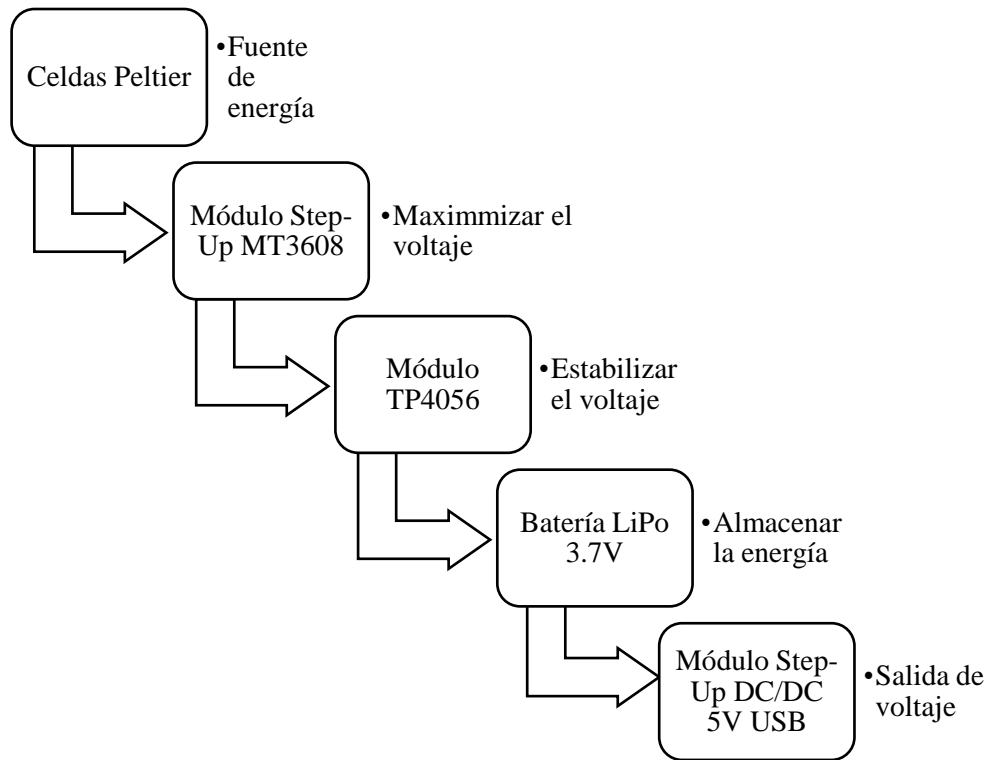 Celdas Peltier
•Fuente
de
energía
Módulo Step-
Up MT3608
•Maximmizar el
voltaje
Módulo
TP4056
•Estabilizar
el voltaje
Batería LiPo
3.7V
•Almacenar
la energía
Módulo Step-
Up DC/DC
5V USB
•Salida de
voltaje